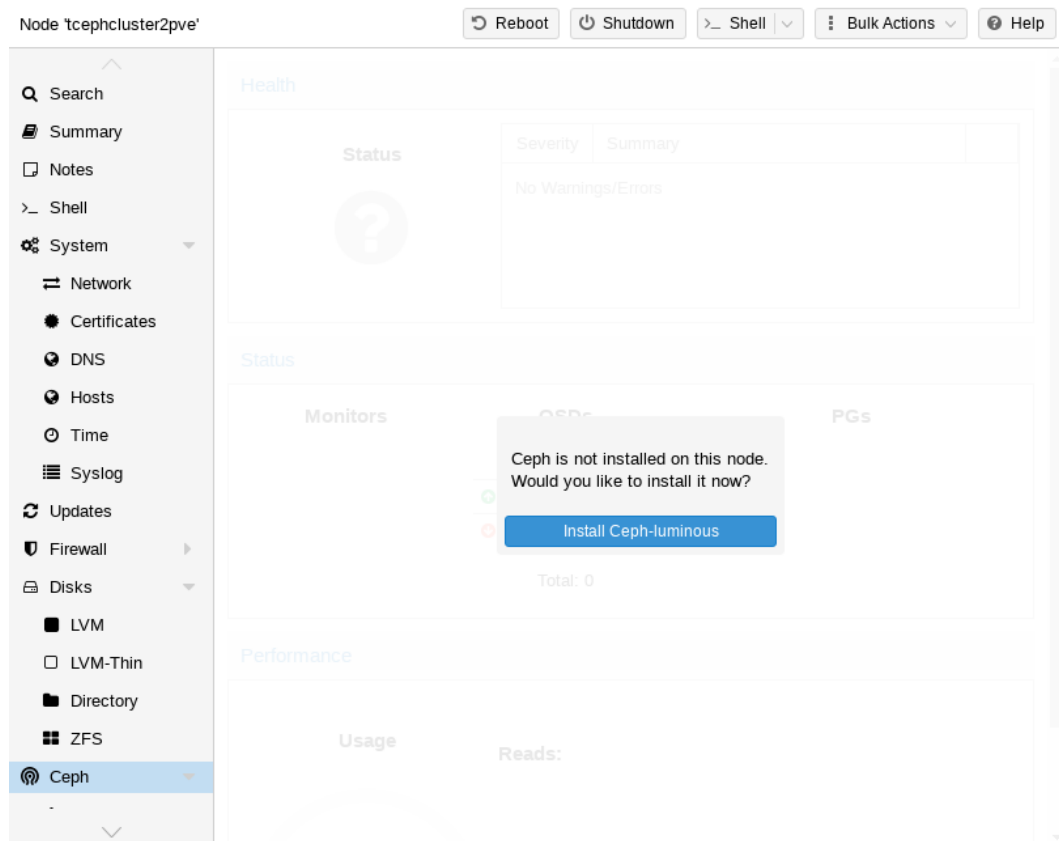 Node 'tcephcluster2pve'
Reboot
Shutdown
Shell
Bulk Actions
Help
Search
Summary
Notes
Shell
System
Network
Certificates
DNS
Hosts
Time
Syslog
Updates
Firewall
Disks
LVM
LVM-Thin
Directory
ZFS
Ceph
Health
Status
Severity
Summary
No Warnings/Errors
Status
Monitors
OSDs
PGs
Ceph is not installed on this node.
Would you like to install it now?
Install Ceph-luminous
Total: 0
Performance
Usage
Reads: